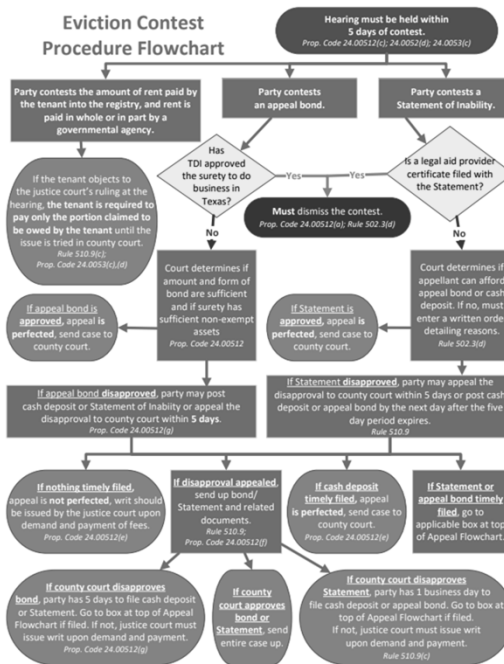 Eviction Contest
Procedure Flowchart
Hearing must be held within
5 days of contest.
Prop. Code 24.00512(c); 24.0052(d); 24.0053(c)
Party contests the amount of rent paid by
the tenant into the registry, and rent is
paid in whole or in part by a
governmental agency.
Party contests
an appeal bond.
Party contests a
Statement of Inability.
If the tenant objects
to the justice court's ruling at the
hearing, the tenant is required to
pay only the portion claimed to
be owed by the tenant until the
issue is tried in county court.
Rule 510.9(c);
Prop. Code 24.0053(c),(d)
Has
TDI approved
the surety to do
business in
Texas?
Yes
Yes
Is a legal aid provider
certificate filed with
the Statement?
Must dismiss the contest.
Prop. Code 24.00512(a); Rule 502.3(d)
No
No
Court determines if
amount and form of
bond are sufficient
and if surety has
sufficient non-exempt
assets
Prop. Code 24.00512
Court determines if
appellant can afford
appeal bond or cash
deposit. If no, must
enter a written order
detailing reasons.
Rule 502.3(d)
If appeal bond is
approved, appeal is
perfected, send case to
county court.
If Statement is
approved, appeal is
perfected, send case to
county court.
If appeal bond disapproved, party may post
cash deposit or Statement of Inabiity or appeal the
disapproval to county court within 5 days.
Prop. Code 24.00512(g)
If Statement disapproved, party may appeal the
disapproval to county court within 5 days or post cash
deposit or appeal bond by the next day after the five
day period expires.
Rule 510.9
If nothing timely filed,
appeal is not perfected, writ should
be issued by the justice court upon
demand and payment of fees.
Prop. Code 24.00512(e)
If disapproval appealed,
send up bond/
Statement and related
documents.
Rule 510.9;
Prop. Code 24.00512(f)
If cash deposit
timely filed, appeal
is perfected, send case to
county court.
Prop. Code 24.00512(e)
If Statement or
appeal bond timely
filed, go to
applicable box at top
of Appeal Flowchart.
If county court disapproves
bond, party has 5 days to file cash deposit
or Statement. Go to box at top of Appeal
Flowchart if filed. If not, justice court must
issue writ upon demand and payment.
Prop. Code 24.00512(g)
If county
court approves
bond or
Statement, send
entire case up.
If county court disapproves
Statement, party has 1 business day to
file cash deposit or appeal bond. Go to box at
top of Appeal Flowchart if filed.
If not, justice court must issue writ
upon demand and payment.
Rule 510.9(c)